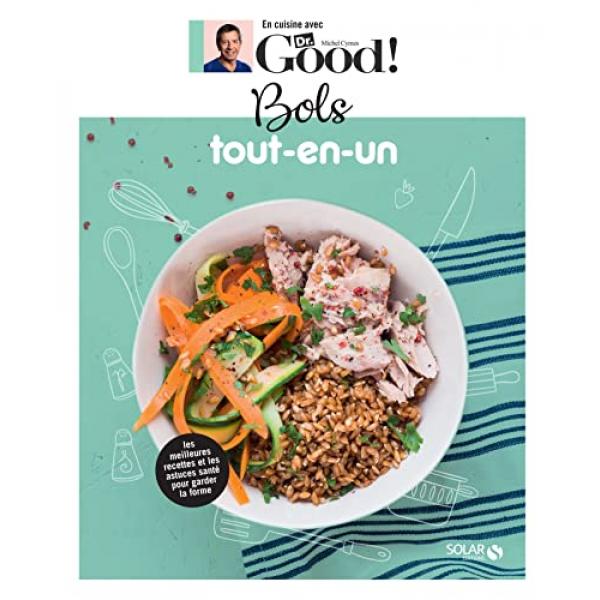 En cuisine avec
Dr.
Michel Cymes
Good!
Bols
tout-en-un
les
meilleures
recettes et les
astuces santé
pour garder
la forme
SOLAR
ÉDITIONS